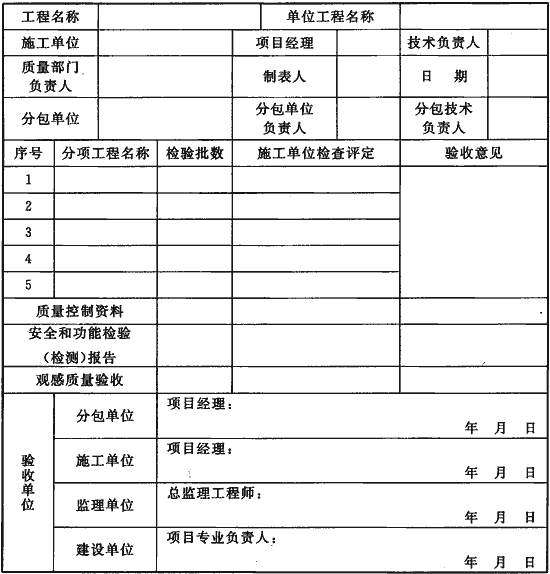 工程名称 单位工程名称
施工单位 项目经理 技术负责人
质量部门
负责人 制表人 日 期
分包单位 分包单位
负责人 分包技术
负责人
序号 分项工程名称 检验批数 施工单位检查评定 验收意见
1
2
3
4
5
质量控制资料
安全和功能检验
（检测）报告
观感质量验收
验收单位
分包单位 项目经理：
年 月 日
施工单位 项目经理：
年 月 日
监理单位 总监理工程师：
年 月 日
建设单位 项目专业负责人：
年 月 日